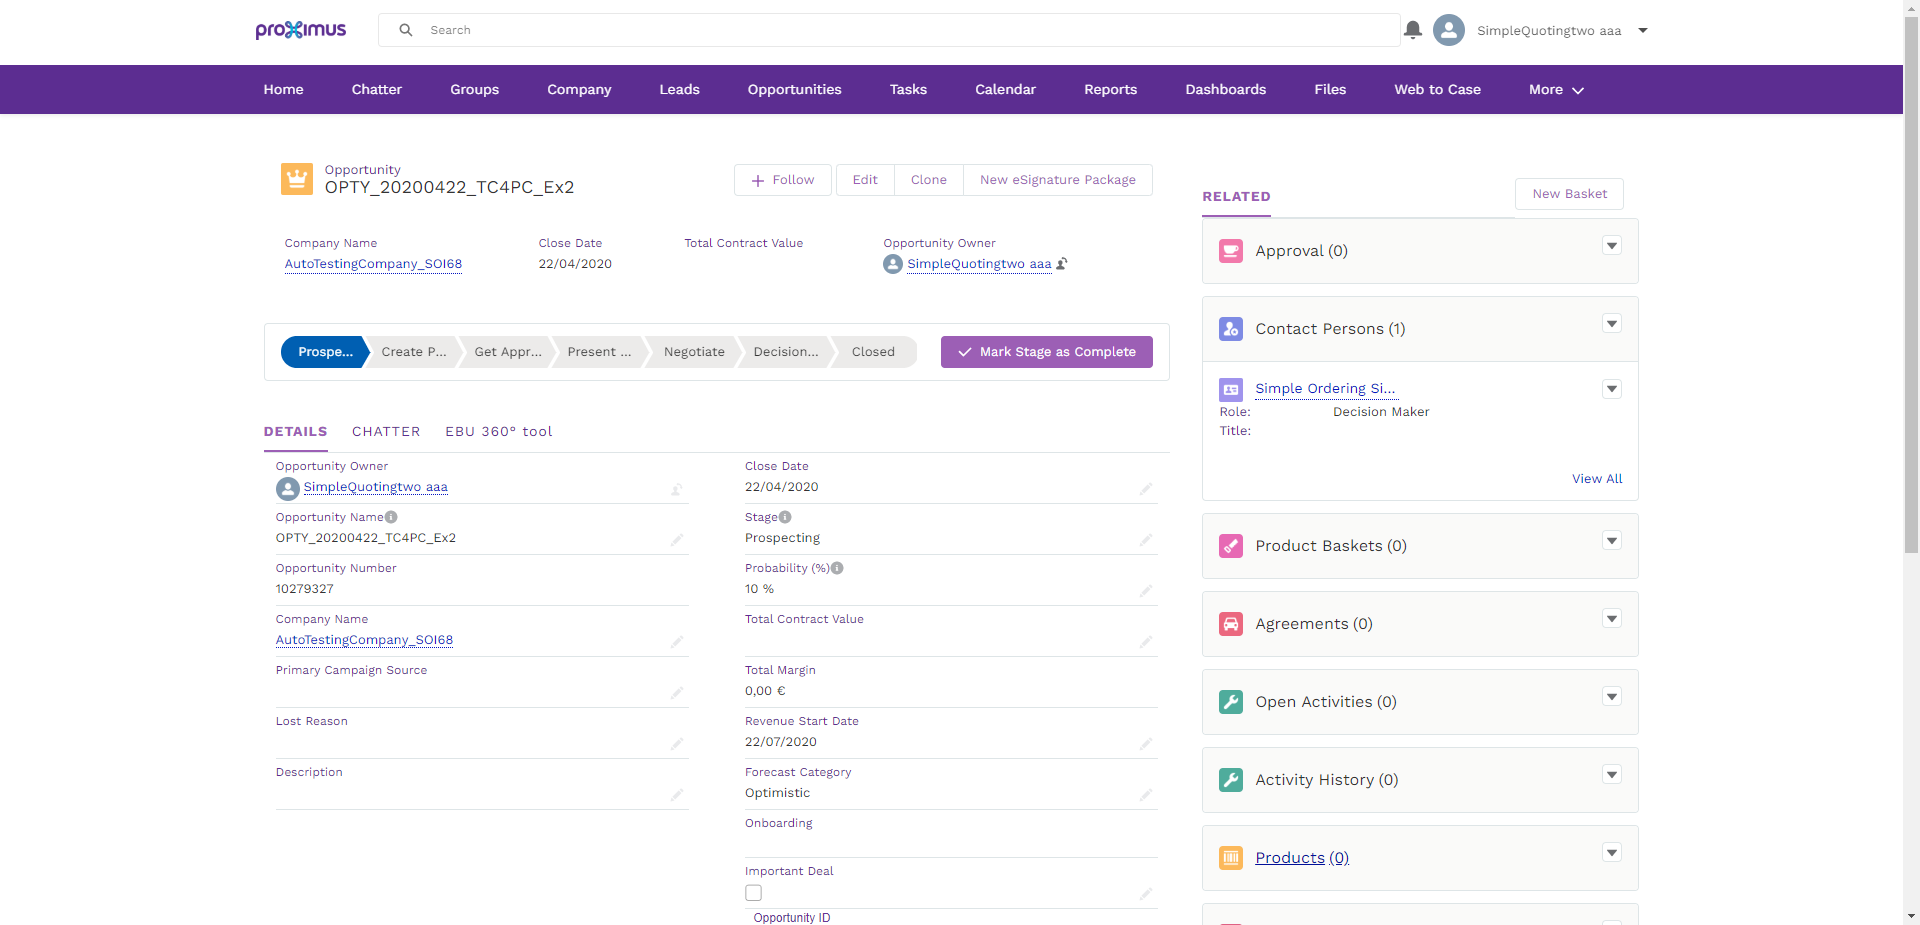 proximus
Search
SimpleQuotingtwo aaa
Home
Chatter
Groups
Company
Leads
Opportunities
Tasks
Calendar
Reports
Dashboards
Files
Web to Case
More
Opportunity
OPTY_20200422_TC4PC_Ex2
Follow
Edit
Clone
New eSignature Package
Company Name
AutoTestingCompany_SOI68
Close Date
22/04/2020
Total Contract Value
Opportunity Owner
SimpleQuotingtwo aaa
Prospe...
Create P...
Get Appr...
Present ...
Negotiate
Decision...
Closed
Mark Stage as Complete
DETAILS
CHATTER
EBU 360° tool
Opportunity Owner
SimpleQuotingtwo aaa
Opportunity Name
OPTY_20200422_TC4PC_Ex2
Opportunity Number
10279327
Company Name
AutoTestingCompany_SOI68
Primary Campaign Source
Lost Reason
Description
Close Date
22/04/2020
Stage
Prospecting
Probability (%)
10 %
Total Contract Value
Total Margin
0,00 €
Revenue Start Date
22/07/2020
Forecast Category
Optimistic
Onboarding
Important Deal
Opportunity ID
RELATED
New Basket
Approval (0)
Contact Persons (1)
Simple Ordering Si...
Role:
Decision Maker
Title:
View All
Product Baskets (0)
Agreements (0)
Open Activities (0)
Activity History (0)
Products (0)